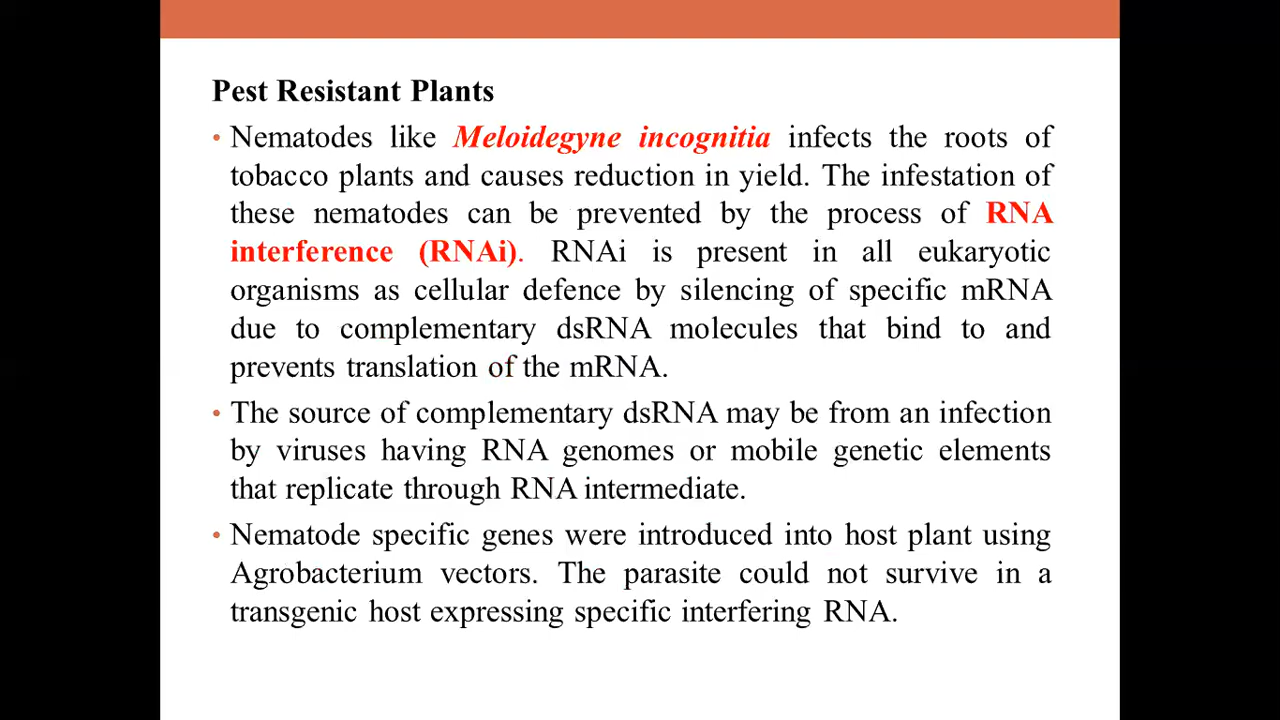 Pest Resistant Plants
• Nematodes like Meloidegyne incognitia infects the roots of
tobacco plants and causes reduction in yield. The infestation of
these nematodes can be prevented by the process of RNA
interference (RNAi). RNAi is present in all eukaryotic
organisms as cellular defence by silencing of specific mRNA
due to complementary dsRNA molecules that bind to and
prevents translation of the mRNA.
• The source of complementary dsRNA may be from an infection
by viruses having RNA genomes or mobile genetic elements
that replicate through RNA intermediate.
• Nematode specific genes were introduced into host plant using
Agrobacterium vectors. The parasite could not survive in a
transgenic host expressing specific interfering RNA.